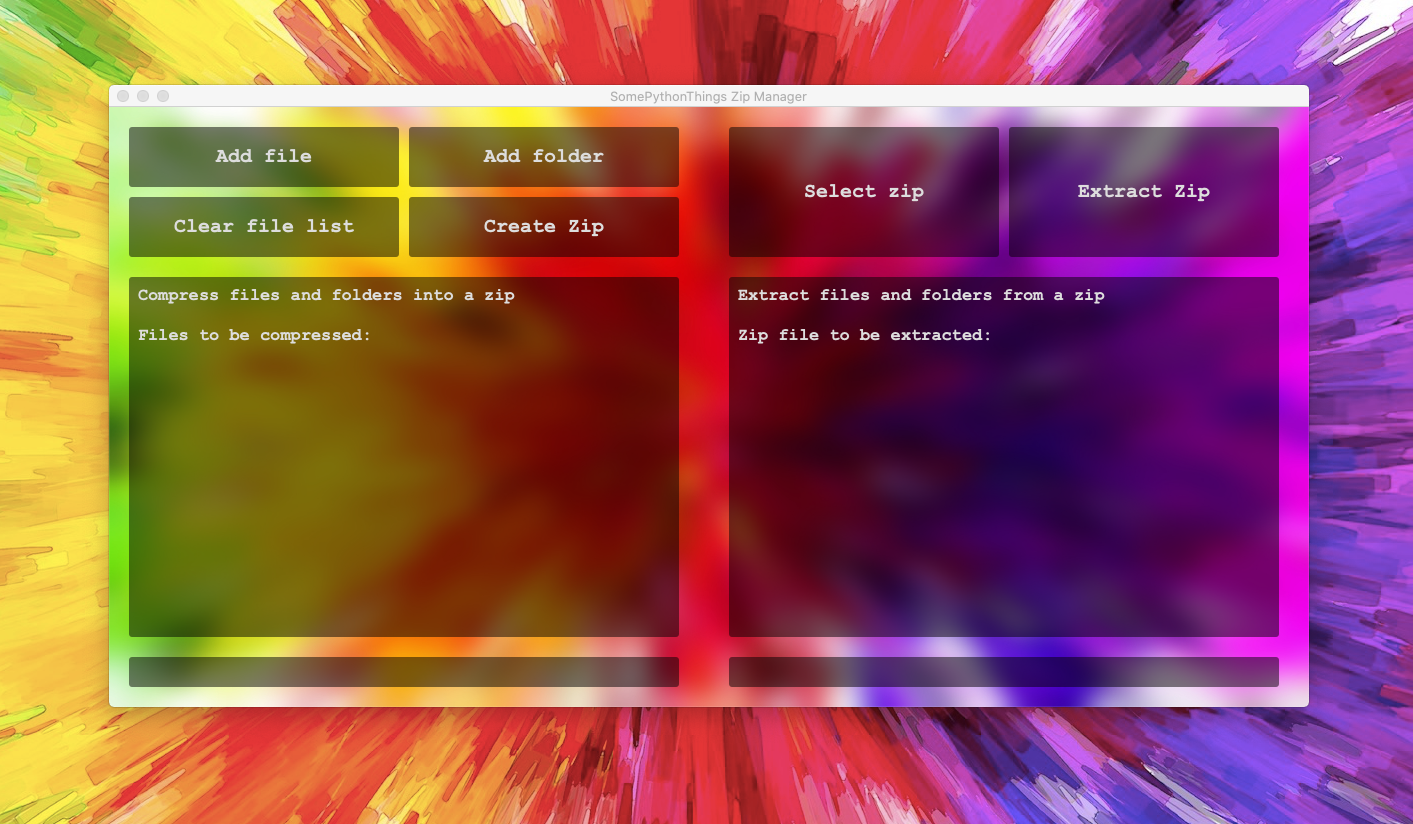 SomePythonThings Zip Manager
Add file
Add folder
Clear file list
Create Zip
Select zip
Extract Zip
Compress files and folders into a zip
Files to be compressed:
Extract files and folders from a zip
Zip file to be extracted: